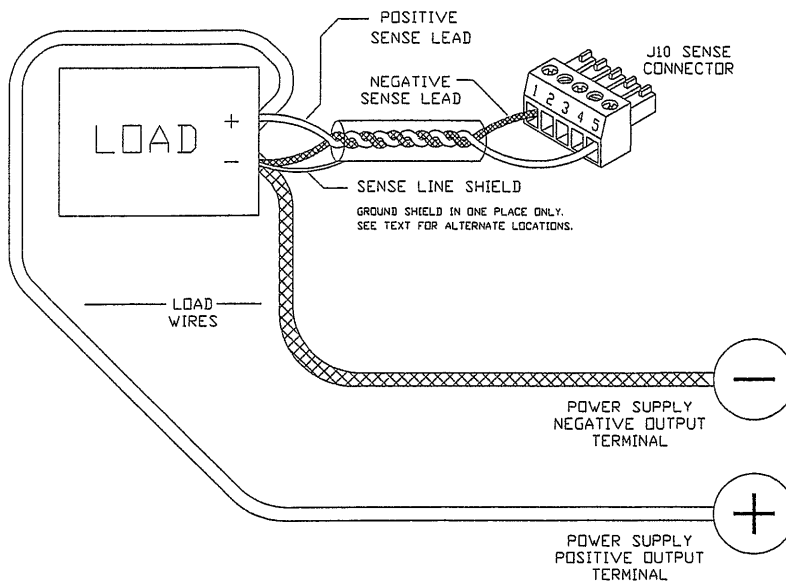 POSITIVE
SENSE LEAD
J10 SENSE
CONNECTOR
NEGATIVE
SENSE LEAD
1 2 3 4 5
LOAD
+
−
SENSE LINE SHIELD
GROUND SHIELD IN ONE PLACE ONLY.
SEE TEXT FOR ALTERNATE LOCATIONS.
LOAD
WIRES
−
POWER SUPPLY
NEGATIVE OUTPUT
TERMINAL
+
POWER SUPPLY
POSITIVE OUTPUT
TERMINAL